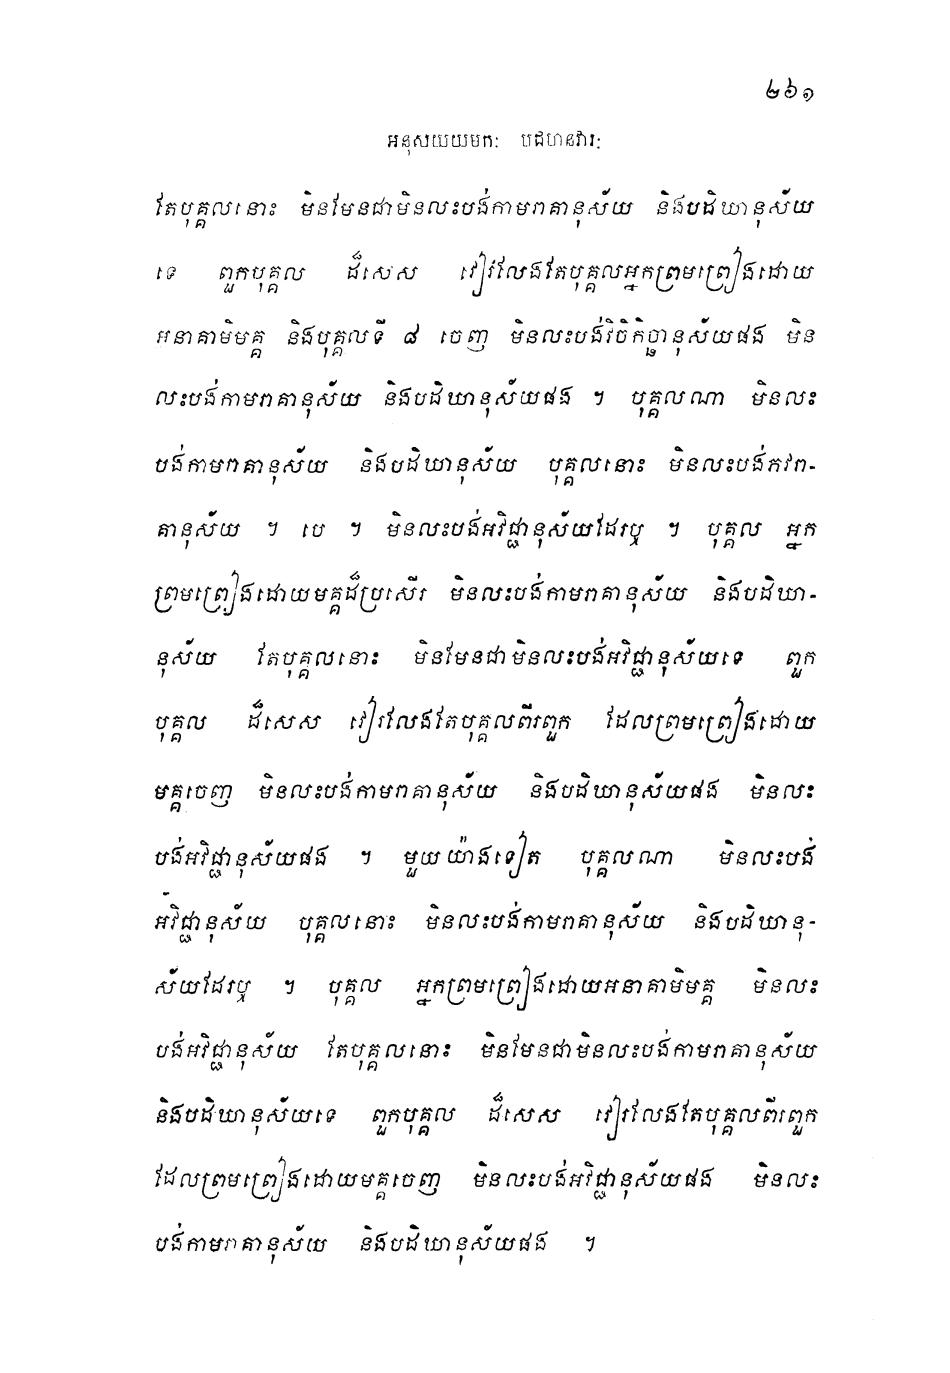 ២៦១
អនុសយយមក: បដហនវារ:
តែបុគ្គលនោះ មិនមែនជាមិនលះបង់កាមរាគានុស័យ និងបដិឃានុស័យ
ទេ ពួកបុគ្គល ដ៏សេស វៀរលែងតែបុគ្គលអ្នកព្រមព្រៀងដោយ
អនាគាមិមគ្គ និងបុគ្គលទី ៨ ចេញ មិនលះបង់វិចិកិច្ឆានុស័យផង មិន
លះបង់កាមរាគានុស័យ និងបដិឃានុស័យផង ។ បុគ្គលណា មិនលះ
បង់កាមរាគានុស័យ និងបដិឃានុស័យ បុគ្គលនោះ មិនលះបង់ភវរា-
គានុស័យ ។ បេ ។ មិនលះបង់អវិជ្ជានុស័យដែរឬ ។ បុគ្គល អ្នក
ព្រមព្រៀងដោយមគ្គដ៏ប្រសើរ មិនលះបង់កាមរាគានុស័យ និងបដិឃា-
នុស័យ តែបុគ្គលនោះ មិនមែនជាមិនលះបង់អវិជ្ជានុស័យទេ ពួក
បុគ្គល ដ៏សេស វៀរលែងតែបុគ្គលពីរពួក ដែលព្រមព្រៀងដោយ
មគ្គចេញ មិនលះបង់កាមរាគានុស័យ និងបដិឃានុស័យផង មិនលះ
បង់អវិជ្ជានុស័យផង ។ មួយយ៉ាងទៀត បុគ្គលណា មិនលះបង់
អវិជ្ជានុស័យ បុគ្គលនោះ មិនលះបង់កាមរាគានុស័យ និងបដិឃានុ-
ស័យដែរឬ ។ បុគ្គល អ្នកព្រមព្រៀងដោយអនាគាមិមគ្គ មិនលះ
បង់អវិជ្ជានុស័យ តែបុគ្គលនោះ មិនមែនជាមិនលះបង់កាមរាគានុស័យ
និងបដិឃានុស័យទេ ពួកបុគ្គល ដ៏សេស វៀរលែងតែបុគ្គលពីរពួក
ដែលព្រមព្រៀងដោយមគ្គចេញ មិនលះបង់អវិជ្ជានុស័យផង មិនលះ
បង់កាមរាគានុស័យ និងបដិឃានុស័យផង ។